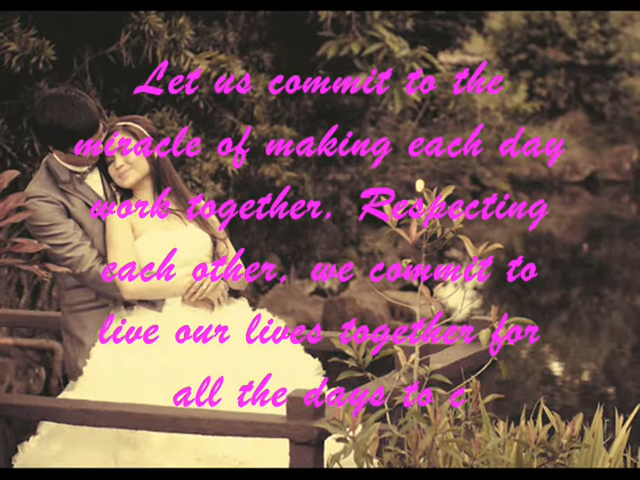 Let us commit to the
miracle of making each day
work together. Respecting
each other, we commit to
live our lives together for
all the days to c